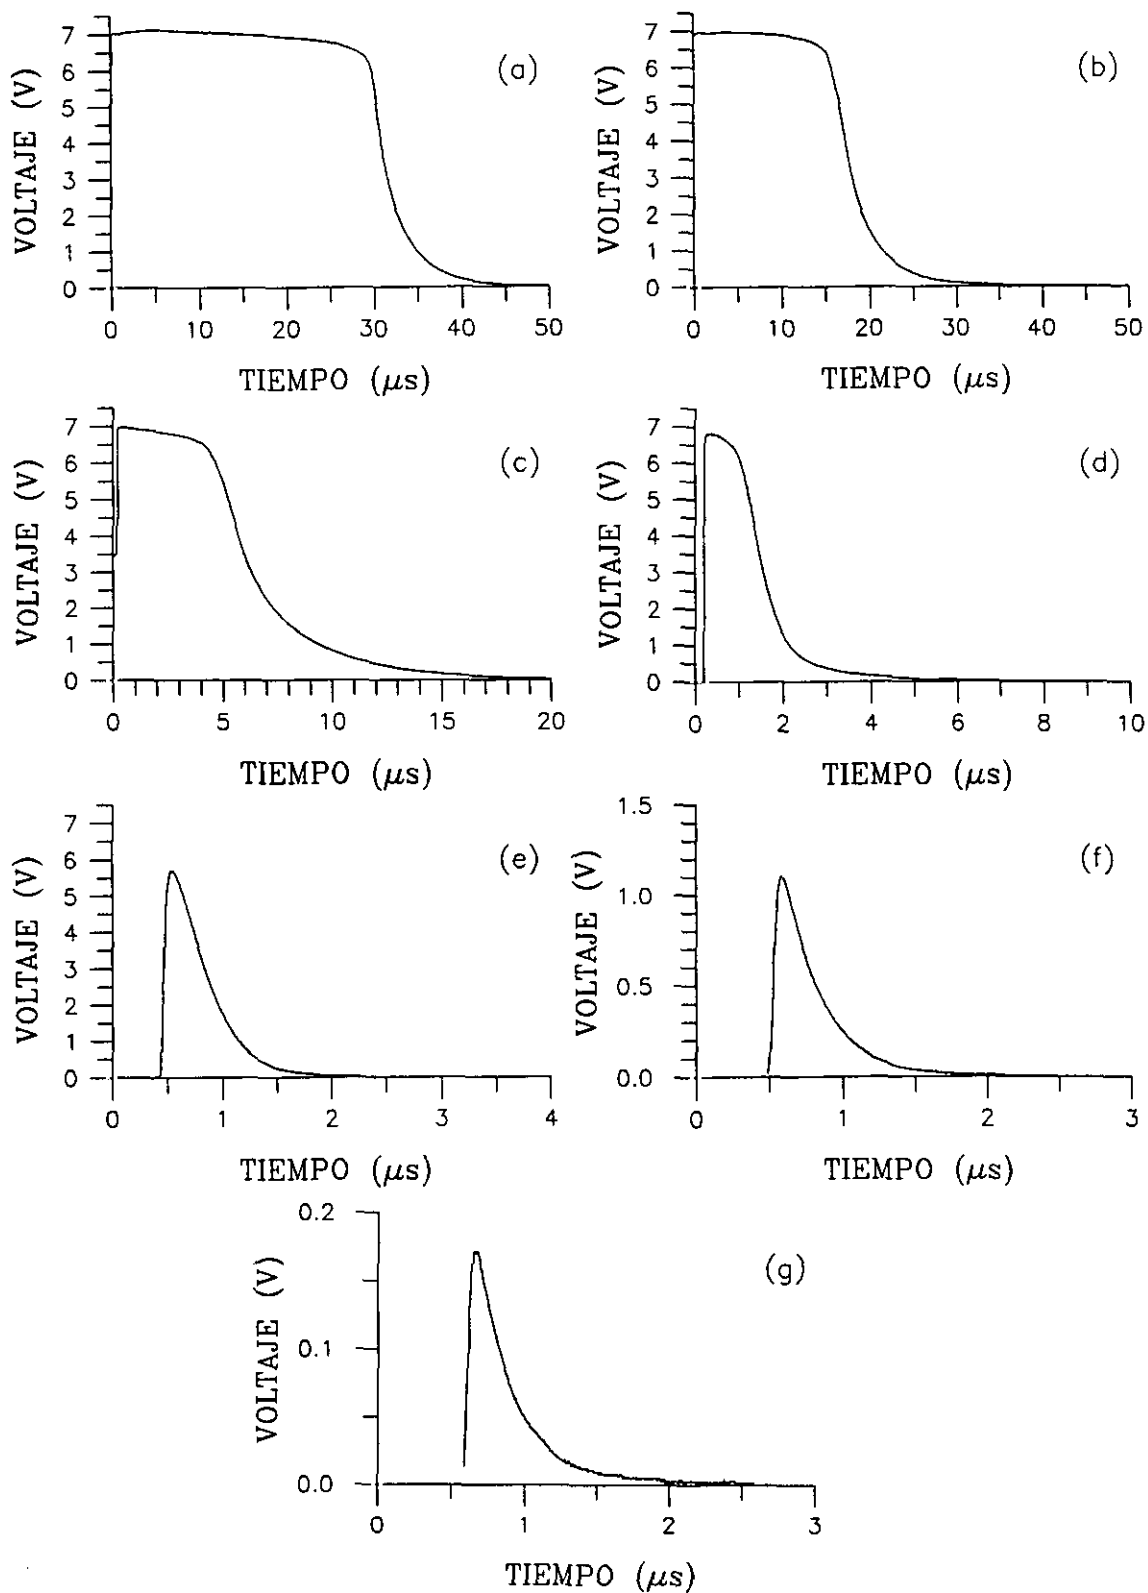 VOLTAJE (V)
7
6
5
4
3
2
1
0
(a)
0 10 20 30 40 50
TIEMPO (μs)
VOLTAJE (V)
7
6
5
4
3
2
1
0
(b)
0 10 20 30 40 50
TIEMPO (μs)
VOLTAJE (V)
7
6
5
4
3
2
1
0
(c)
0 5 10 15 20
TIEMPO (μs)
VOLTAJE (V)
7
6
5
4
3
2
1
0
(d)
0 2 4 6 8 10
TIEMPO (μs)
VOLTAJE (V)
7
6
5
4
3
2
1
0
(e)
0 1 2 3 4
TIEMPO (μs)
VOLTAJE (V)
1.5
1.0
0.5
0.0
(f)
0 1 2 3
TIEMPO (μs)
VOLTAJE (V)
0.2
0.1
0.0
(g)
0 1 2 3
TIEMPO (μs)